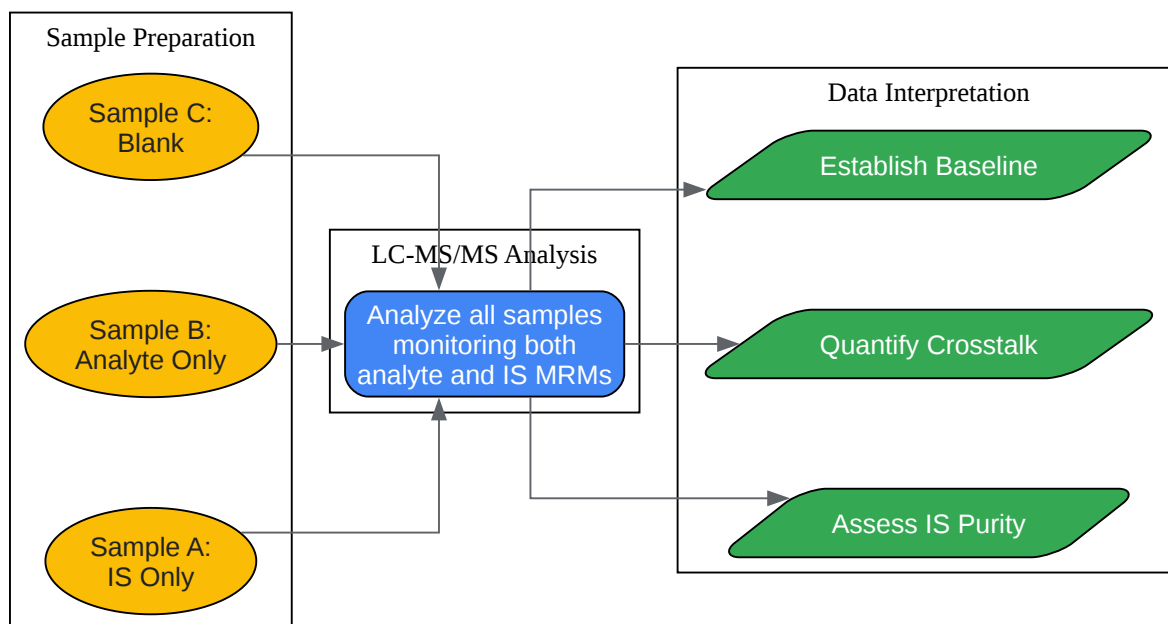 Sample Preparation
Sample C:
Blank
Sample B:
Analyte Only
Sample A:
IS Only
LC-MS/MS Analysis
Analyze all samples
monitoring both
analyte and IS MRMs
Data Interpretation
Establish Baseline
Quantify Crosstalk
Assess IS Purity